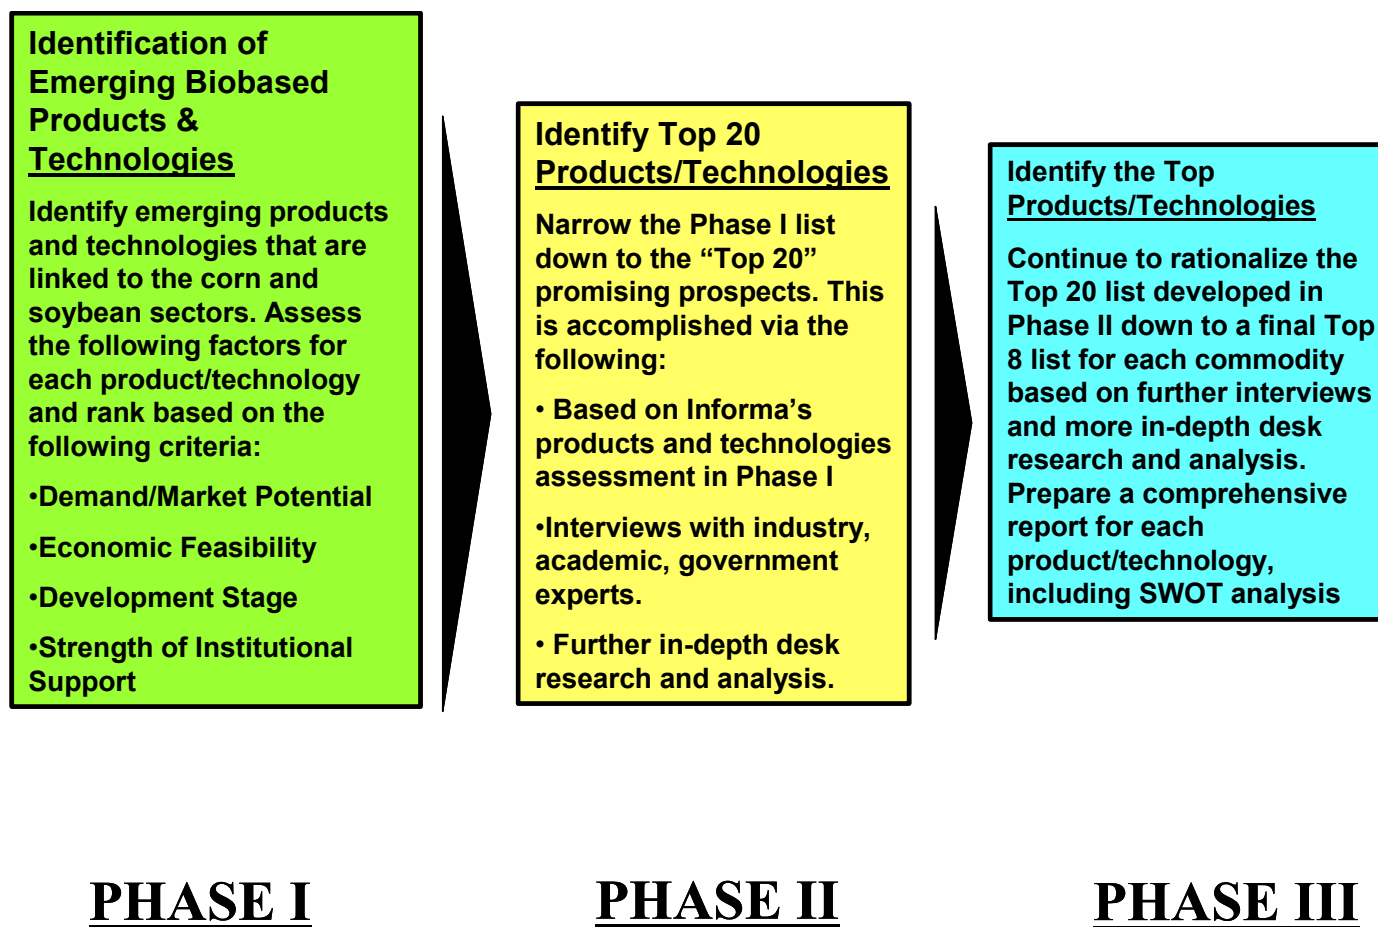 Identification of
Emerging Biobased
Products &
Technologies
Identify emerging products
and technologies that are
linked to the corn and
soybean sectors. Assess
the following factors for
each product/technology
and rank based on the
following criteria:
•Demand/Market Potential
•Economic Feasibility
•Development Stage
•Strength of Institutional
Support
Identify Top 20
Products/Technologies
Narrow the Phase I list
down to the “Top 20”
promising prospects. This
is accomplished via the
following:
• Based on Informa’s
products and technologies
assessment in Phase I
•Interviews with industry,
academic, government
experts.
• Further in-depth desk
research and analysis.
Identify the Top
Products/Technologies
Continue to rationalize the
Top 20 list developed in
Phase II down to a final Top
8 list for each commodity
based on further interviews
and more in-depth desk
research and analysis.
Prepare a comprehensive
report for each
product/technology,
including SWOT analysis
PHASE I
PHASE II
PHASE III